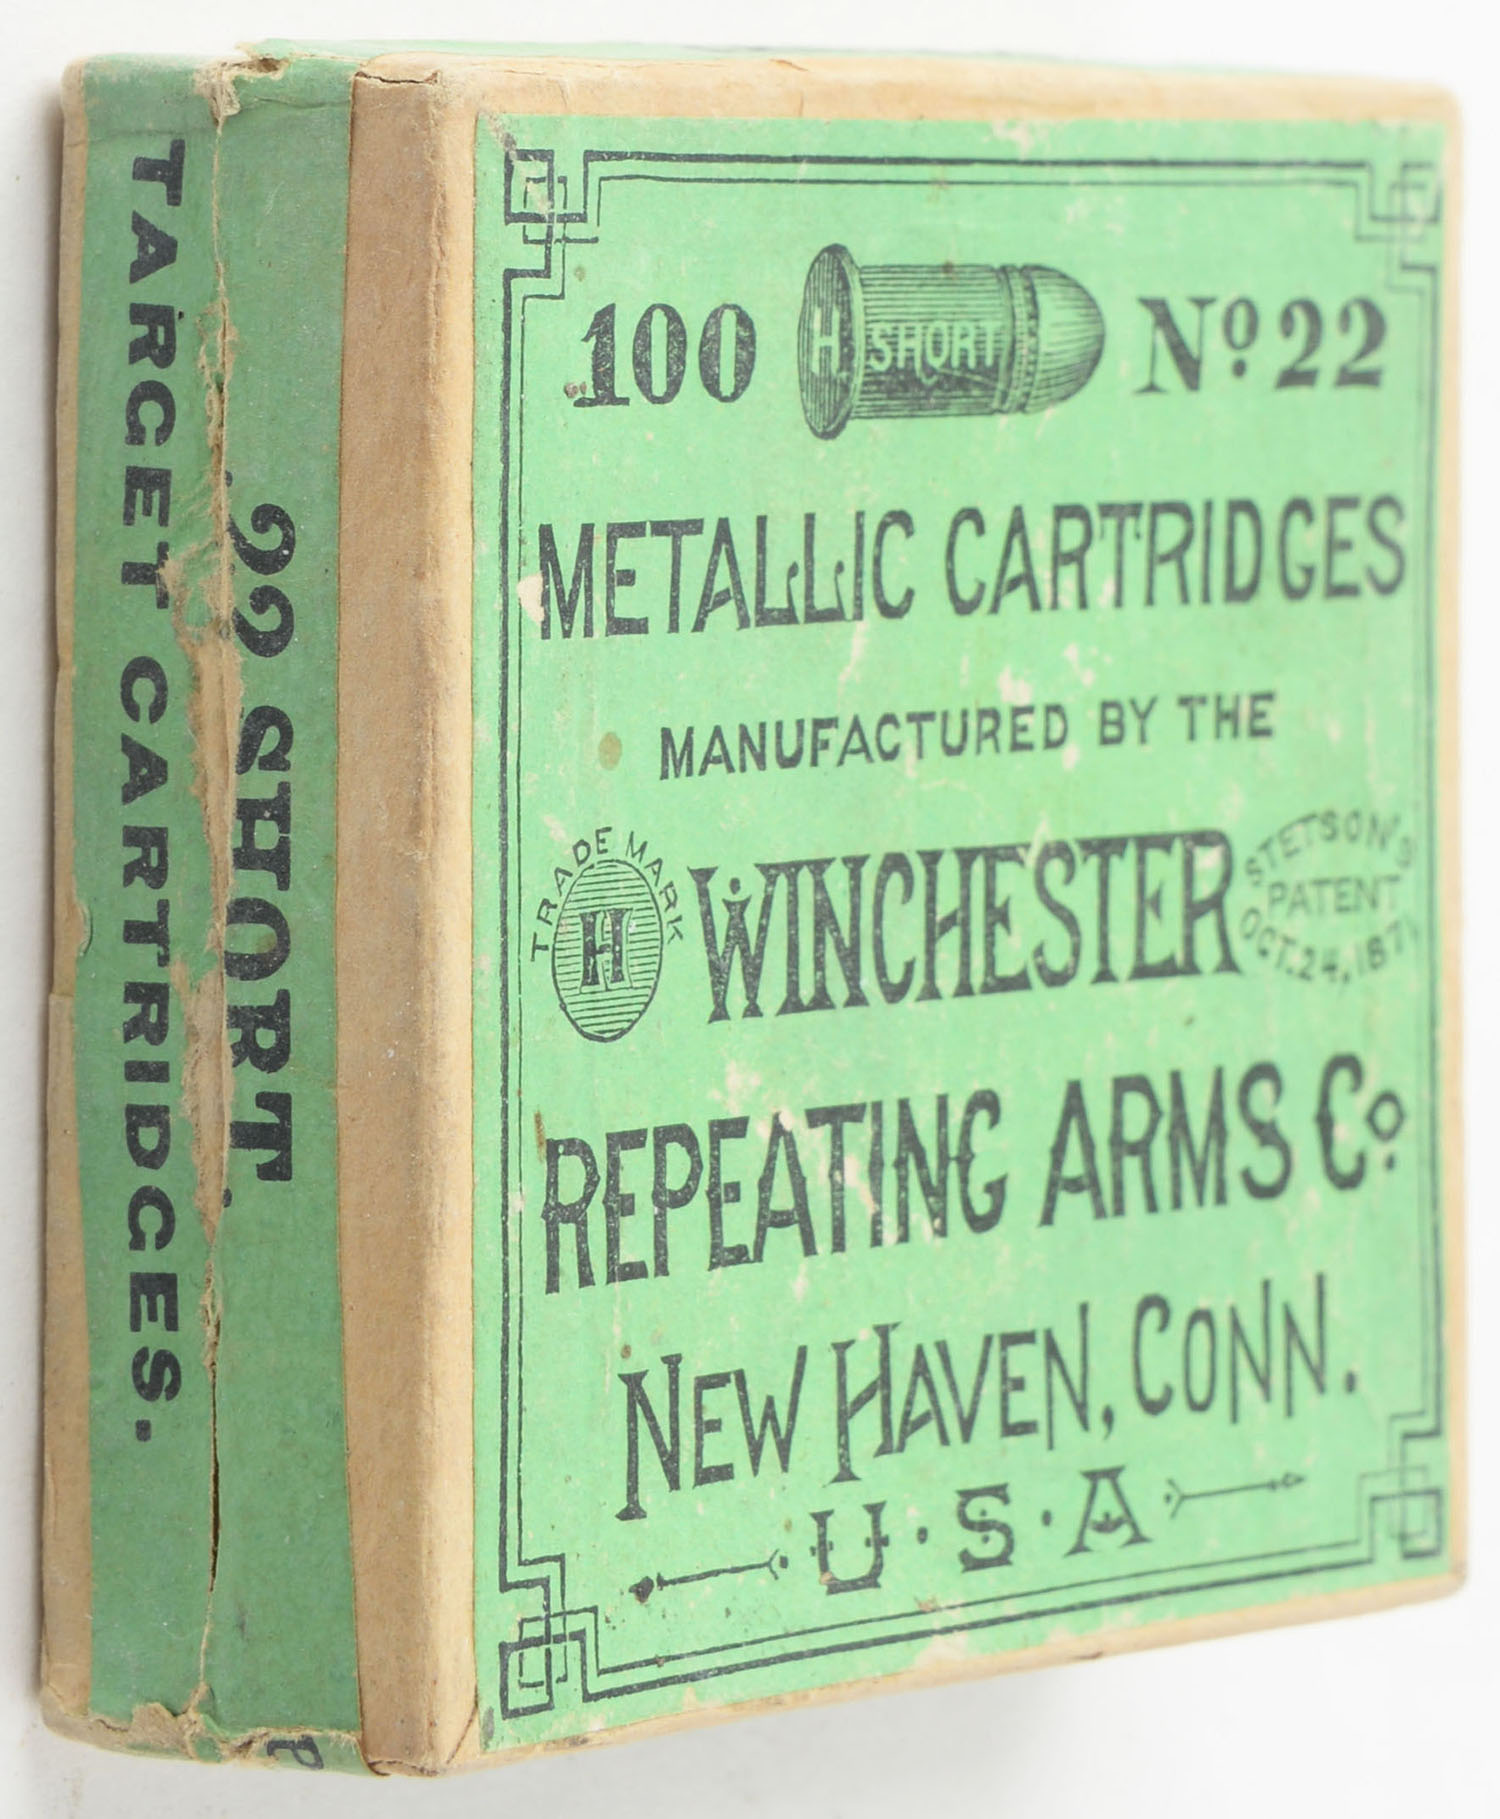 100 H SHORT No. 22
METALLIC CARTRIDGES
MANUFACTURED BY THE
TRADE MARK
H
WINCHESTER
STETSON'S
PATENT
OCT. 24, 1871
REPEATING ARMS Co.
NEW HAVEN, CONN.
U·S·A
.22 SHORT.
TARGET CARTRIDGES.
P